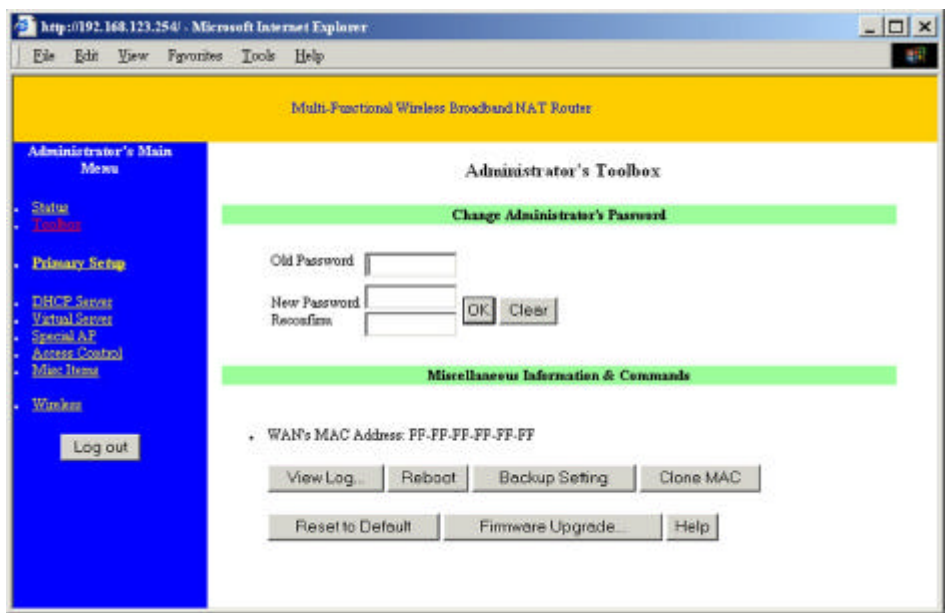 http://192.168.123.254/ - Microsoft Internet Explorer
File Edit View Favorites Tools Help
Multi-Functional Wireless Broadband NAT Router
Administrator's Main
Menu
Status
Toolbox
Primary Setup
DHCP Server
Virtual Server
Special AP
Access Control
Misc Items
Wireless
Log out
Administrator's Toolbox
Change Administrator's Password
Old Password
New Password
Reconfirm
OK Clear
Miscellaneous Information & Commands
WAN's MAC Address: FF-FF-FF-FF-FF-FF
View Log... Reboot Backup Setting Clone MAC
Reset to Default Firmware Upgrade... Help